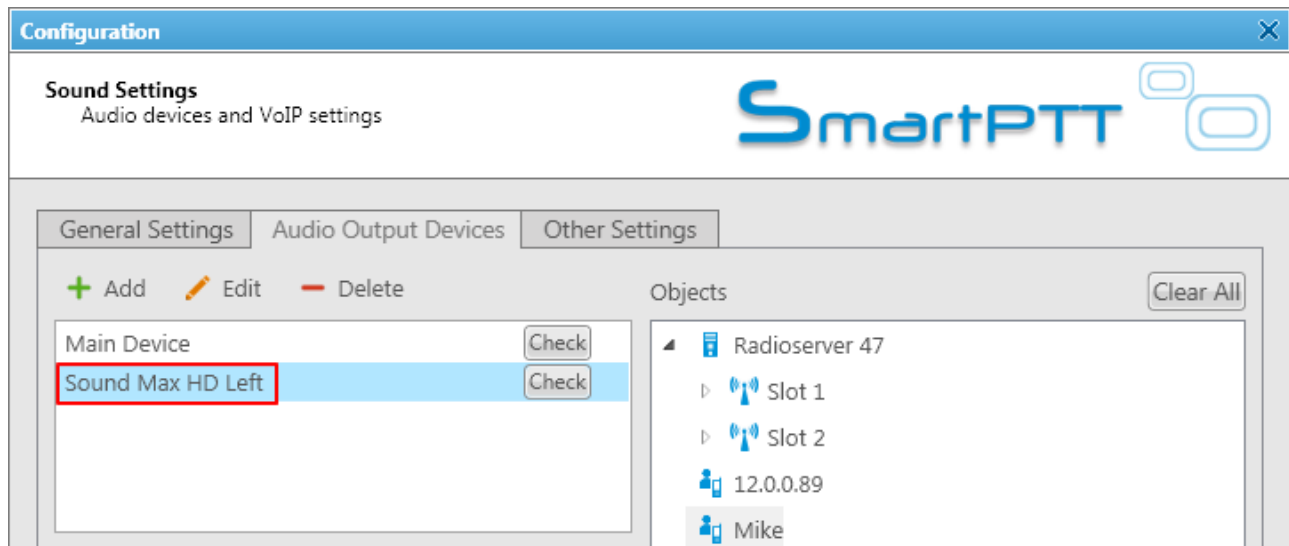 Configuration
Sound Settings
Audio devices and VoIP settings
SmartPTT
General Settings
Audio Output Devices
Other Settings
Add
Edit
Delete
Main Device
Check
Sound Max HD Left
Check
Objects
Clear All
Radioserver 47
Slot 1
Slot 2
12.0.0.89
Mike